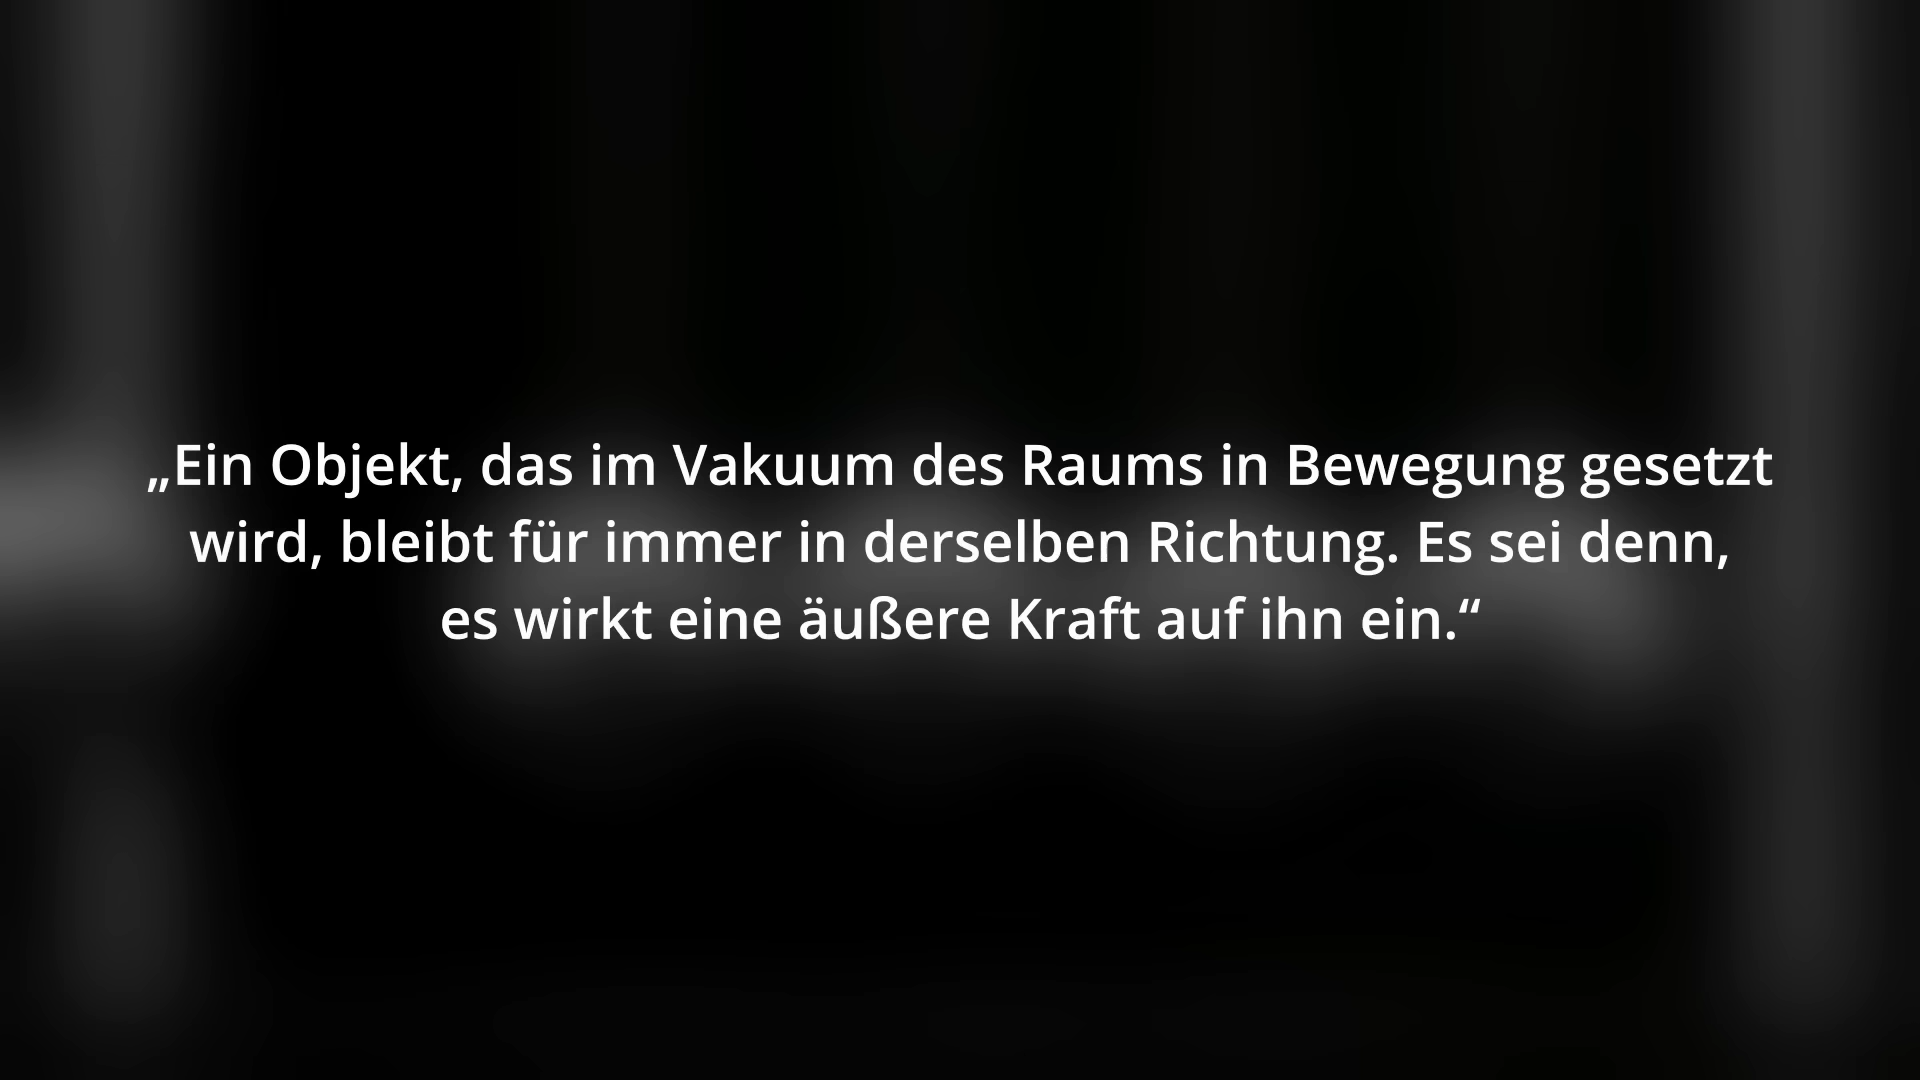 „Ein Objekt, das im Vakuum des Raums in Bewegung gesetzt
wird, bleibt für immer in derselben Richtung. Es sei denn,
es wirkt eine äußere Kraft auf ihn ein.“